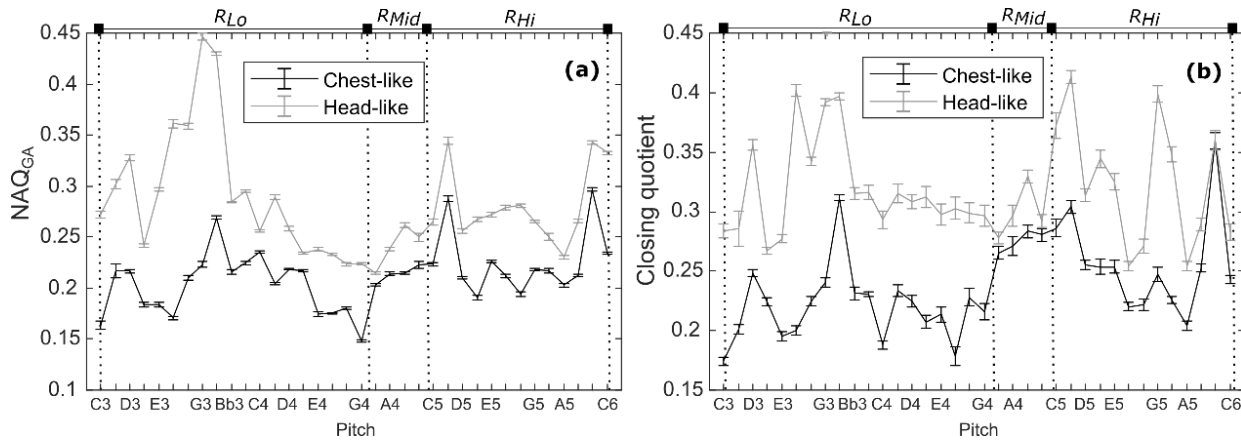 R_Lo R_Mid R_Hi
0.45
0.4
0.35
0.3
0.25
0.2
0.15
0.1
NAQ_GA
(a)
Chest-like
Head-like
C3 D3 E3 G3 Bb3 C4 D4 E4 G4 A4 C5 D5 E5 G5 A5 C6
Pitch
R_Lo R_Mid R_Hi
0.45
0.4
0.35
0.3
0.25
0.2
0.15
Closing quotient
(b)
Chest-like
Head-like
C3 D3 E3 G3 Bb3 C4 D4 E4 G4 A4 C5 D5 E5 G5 A5 C6
Pitch